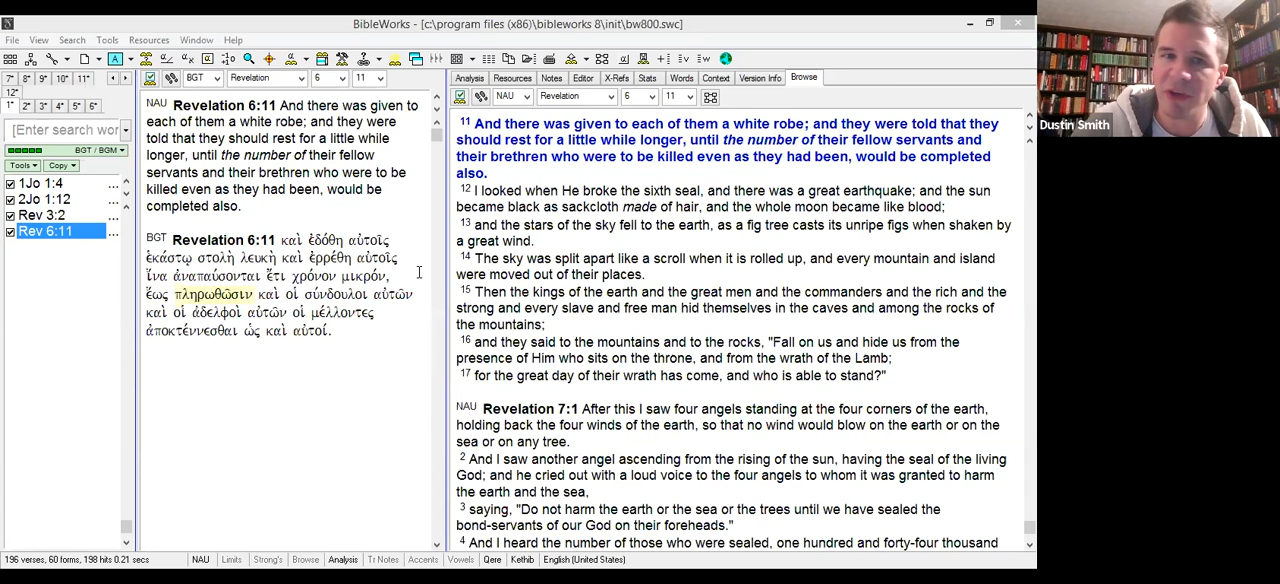 BibleWorks - [c:\program files (x86)\bibleworks 8\init\bw800.swc]
File View Search Tools Resources Window Help
7* 8* 9* 10* 11*
12*
1* 2* 3* 4* 5* 6*
[Enter search wor
BGT / BGM
Tools Copy
1Jo 1:4 ...
2Jo 1:12 ...
Rev 3:2 ...
Rev 6:11 ...
BGT Revelation 6 11
NAU Revelation 6:11 And there was given to
each of them a white robe; and they were
told that they should rest for a little while
longer, until the number of their fellow
servants and their brethren who were to be
killed even as they had been, would be
completed also.
BGT Revelation 6:11 καὶ ἐδόθη αὐτοῖς
ἑκάστῳ στολὴ λευκὴ καὶ ἐρρέθη αὐτοῖς
ἵνα ἀναπαύσονται ἔτι χρόνον μικρόν,
ἕως πληρωθῶσιν καὶ οἱ σύνδουλοι αὐτῶν
καὶ οἱ ἀδελφοὶ αὐτῶν οἱ μέλλοντες
ἀποκτέννεσθαι ὡς καὶ αὐτοί.
Analysis Resources Notes Editor X-Refs Stats Words Context Version Info Browse
NAU Revelation 6 11
11 And there was given to each of them a white robe; and they were told that they
should rest for a little while longer, until the number of their fellow servants and
their brethren who were to be killed even as they had been, would be completed
also.
12 I looked when He broke the sixth seal, and there was a great earthquake; and the sun
became black as sackcloth made of hair, and the whole moon became like blood;
13 and the stars of the sky fell to the earth, as a fig tree casts its unripe figs when shaken by
a great wind.
14 The sky was split apart like a scroll when it is rolled up, and every mountain and island
were moved out of their places.
15 Then the kings of the earth and the great men and the commanders and the rich and the
strong and every slave and free man hid themselves in the caves and among the rocks of
the mountains;
16 and they said to the mountains and to the rocks, "Fall on us and hide us from the
presence of Him who sits on the throne, and from the wrath of the Lamb;
17 for the great day of their wrath has come, and who is able to stand?"
NAU Revelation 7:1 After this I saw four angels standing at the four corners of the earth,
holding back the four winds of the earth, so that no wind would blow on the earth or on the
sea or on any tree.
2 And I saw another angel ascending from the rising of the sun, having the seal of the living
God; and he cried out with a loud voice to the four angels to whom it was granted to harm
the earth and the sea,
3 saying, "Do not harm the earth or the sea or the trees until we have sealed the
bond-servants of our God on their foreheads."
4 And I heard the number of those who were sealed, one hundred and forty-four thousand
196 verses, 60 forms, 198 hits 0.21 secs NAU Limits Strong's Browse Analysis Tr Notes Accents Vowels Qere Kethib English (United States)
Dustin Smith